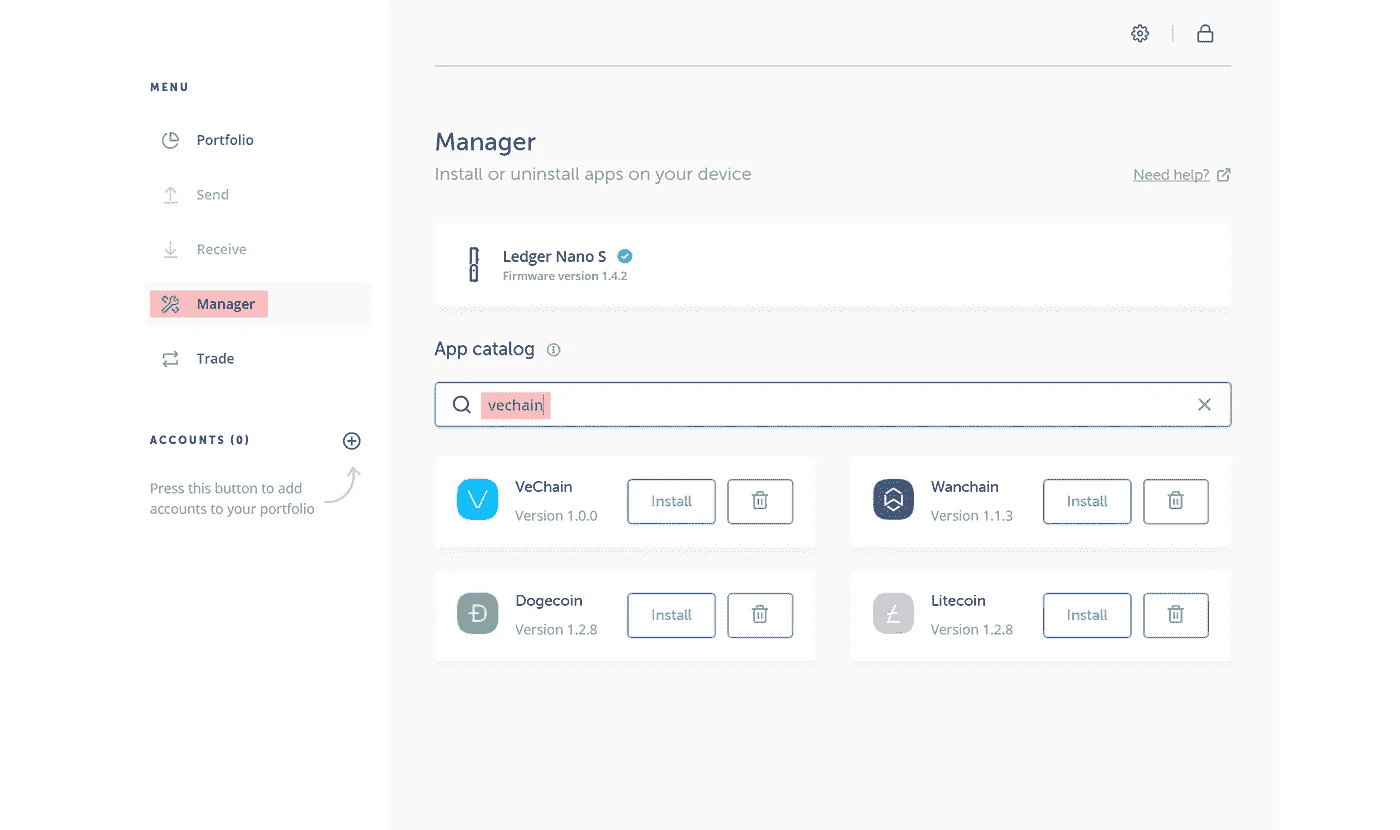 MENU
Portfolio
Send
Receive
Manager
Trade
ACCOUNTS (0)
Press this button to add
accounts to your portfolio
Manager
Install or uninstall apps on your device
Need help?
Ledger Nano S
Firmware version 1.4.2
App catalog
vechain
VeChain
Version 1.0.0
Install
Wanchain
Version 1.1.3
Install
Dogecoin
Version 1.2.8
Install
Litecoin
Version 1.2.8
Install